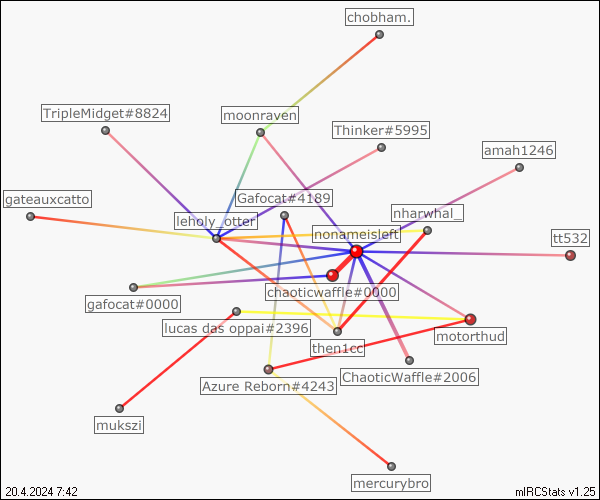 chobham.
TripleMidget#8824
moonraven
Thinker#5995
amah1246
gateauxcatto
Gafocat#4189
leholy_otter
nharwhal_
nonameisleft
tt532
chaoticwaffle#0000
gafocat#0000
lucas das oppai#2396
motorthud
then1cc
Azure Reborn#4243
ChaoticWaffle#2006
mukszi
mercurybro
20.4.2024 7:42
mIRCStats v1.25